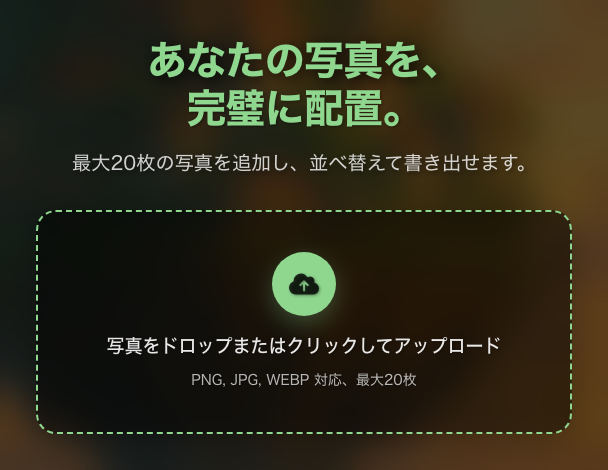 あなたの写真を、
完璧に配置。
最大20枚の写真を追加し、並べ替えて書き出せます。
写真をドロップまたはクリックしてアップロード
PNG, JPG, WEBP 対応、最大20枚